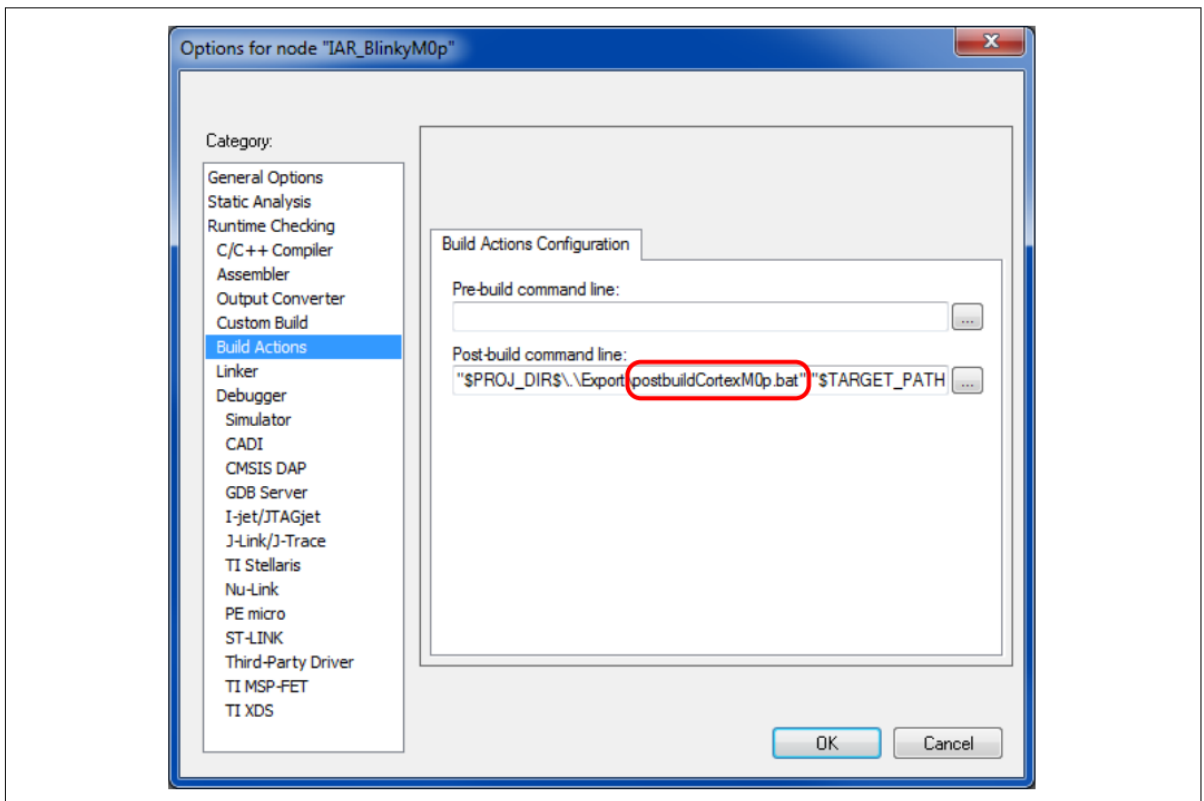 Options for node "IAR_BlinkyM0p"
Category:
General Options
Static Analysis
Runtime Checking
C/C++ Compiler
Assembler
Output Converter
Custom Build
Build Actions
Linker
Debugger
Simulator
CADI
CMSIS DAP
GDB Server
I-jet/JTAGjet
J-Link/J-Trace
TI Stellaris
Nu-Link
PE micro
ST-LINK
Third-Party Driver
TI MSP-FET
TI XDS
Build Actions Configuration
Pre-build command line:
...
Post-build command line:
"$PROJ_DIR$\.\Export\postbuildCortexM0p.bat" "$TARGET_PATH
...
OK
Cancel